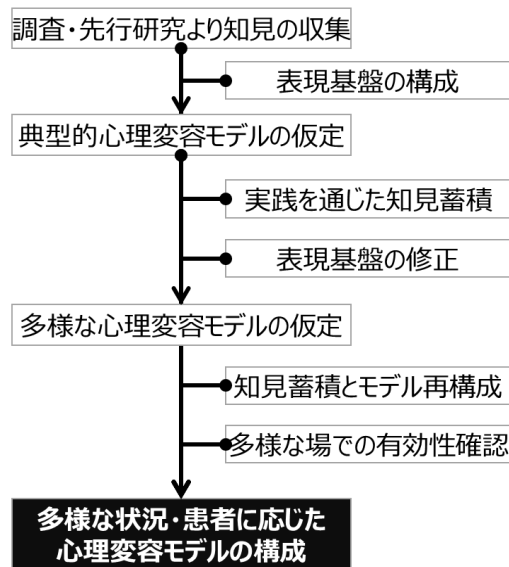 調査・先行研究より知見の収集
表現基盤の構成
典型的心理変容モデルの仮定
実践を通じた知見蓄積
表現基盤の修正
多様な心理変容モデルの仮定
知見蓄積とモデル再構成
多様な場での有効性確認
多様な状況・患者に応じた
心理変容モデルの構成